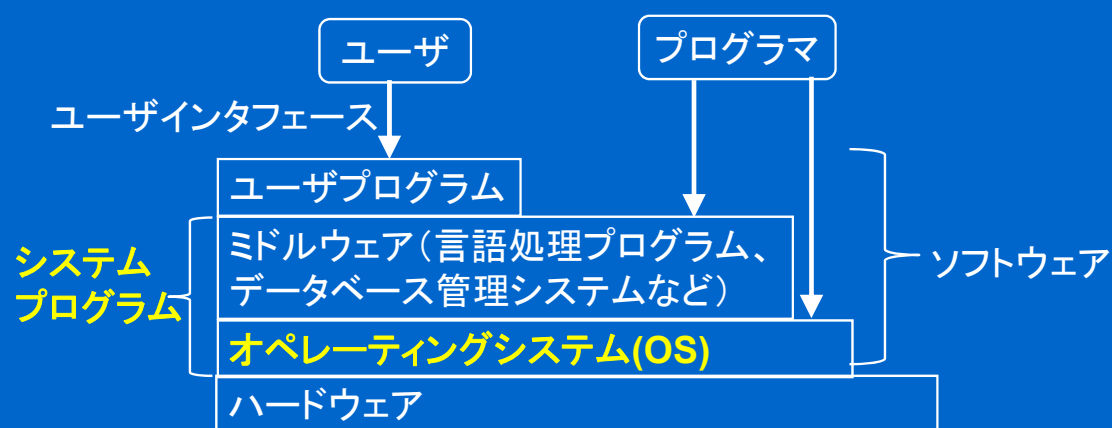 ユーザ
プログラマ
ユーザインタフェース
ユーザプログラム
ミドルウェア(言語処理プログラム、
データベース管理システムなど)
システム
プログラム
ソフトウェア
オペレーティングシステム(OS)
ハードウェア